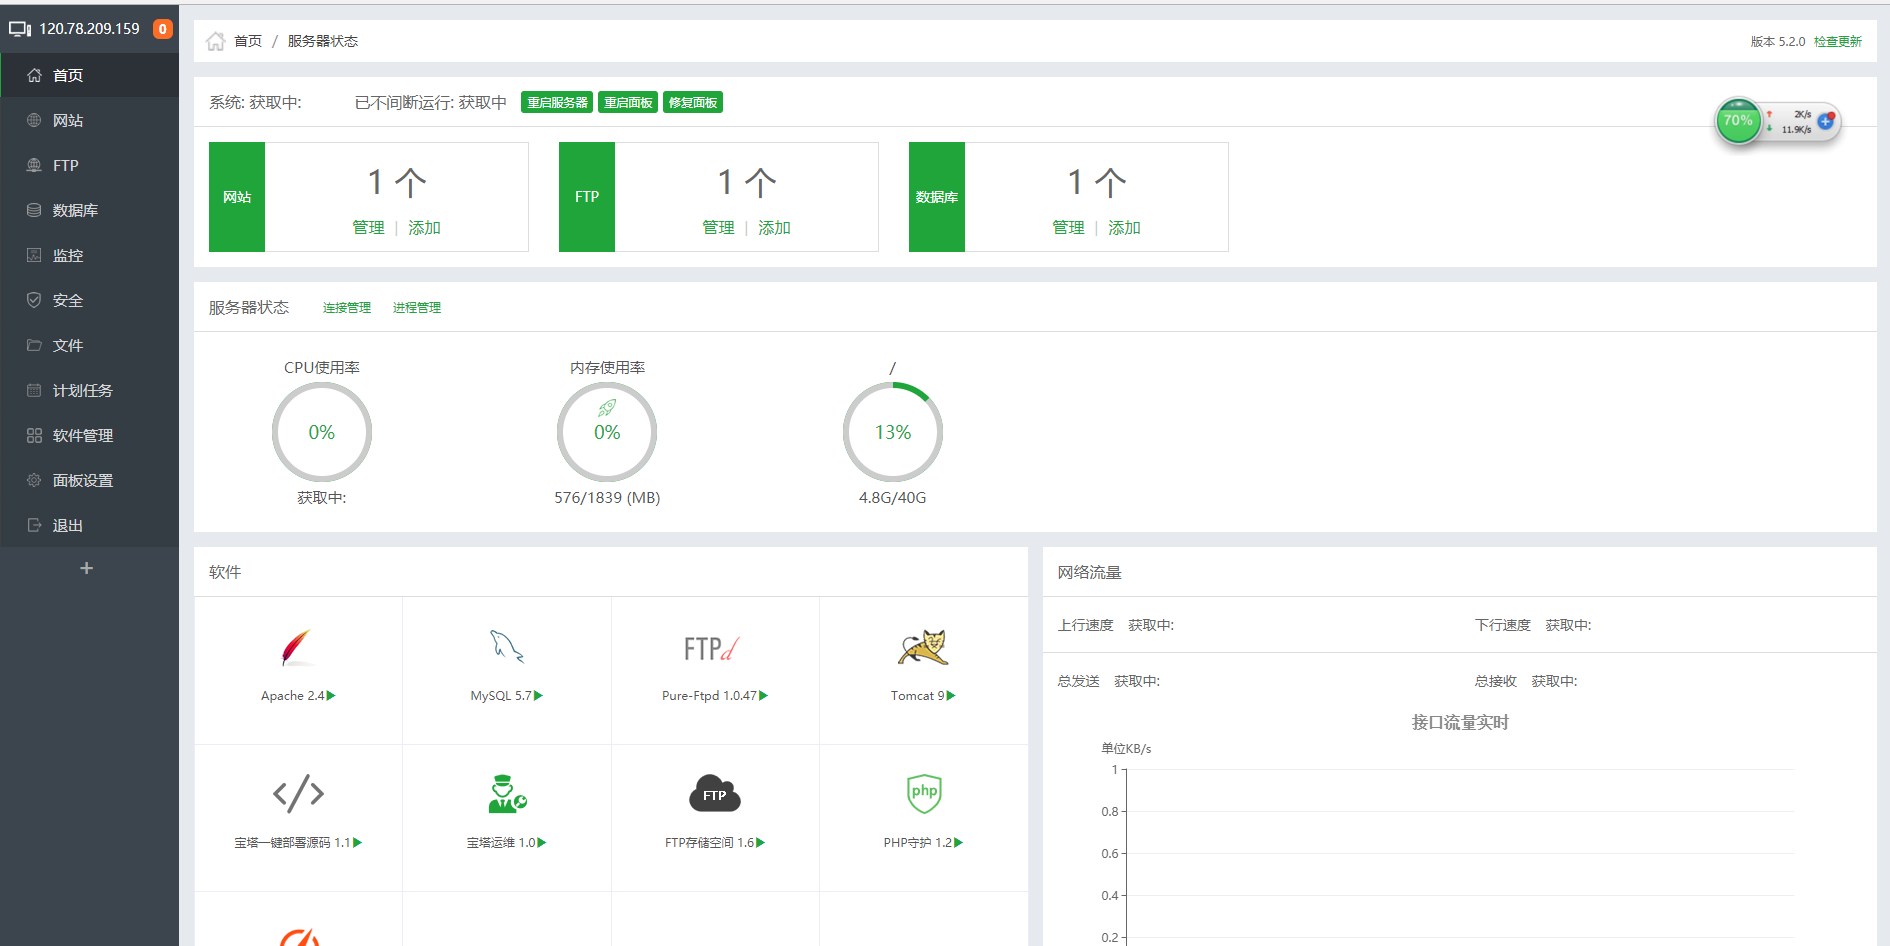 120.78.209.159 0
首页
网站
FTP
数据库
监控
安全
文件
计划任务
软件管理
面板设置
退出
+
首页 / 服务器状态
版本 5.2.0 检查更新
系统: 获取中: 已不间断运行: 获取中 重启服务器 重启面板 修复面板
70% 2K/s
11.9K/s
网站 1 个
管理 | 添加
FTP 1 个
管理 | 添加
数据库 1 个
管理 | 添加
服务器状态 连接管理 进程管理
CPU使用率
0%
获取中:
内存使用率
0%
576/1839 (MB)
/
13%
4.8G/40G
软件
FTPd
Apache 2.4
MySQL 5.7
Pure-Ftpd 1.0.47
Tomcat 9
</>
FTP
php
宝塔一键部署源码 1.1
宝塔运维 1.0
FTP存储空间 1.6
PHP守护 1.2
网络流量
上行速度 获取中:
下行速度 获取中:
总发送 获取中:
总接收 获取中:
接口流量实时
单位KB/s
1
0.8
0.6
0.4
0.2